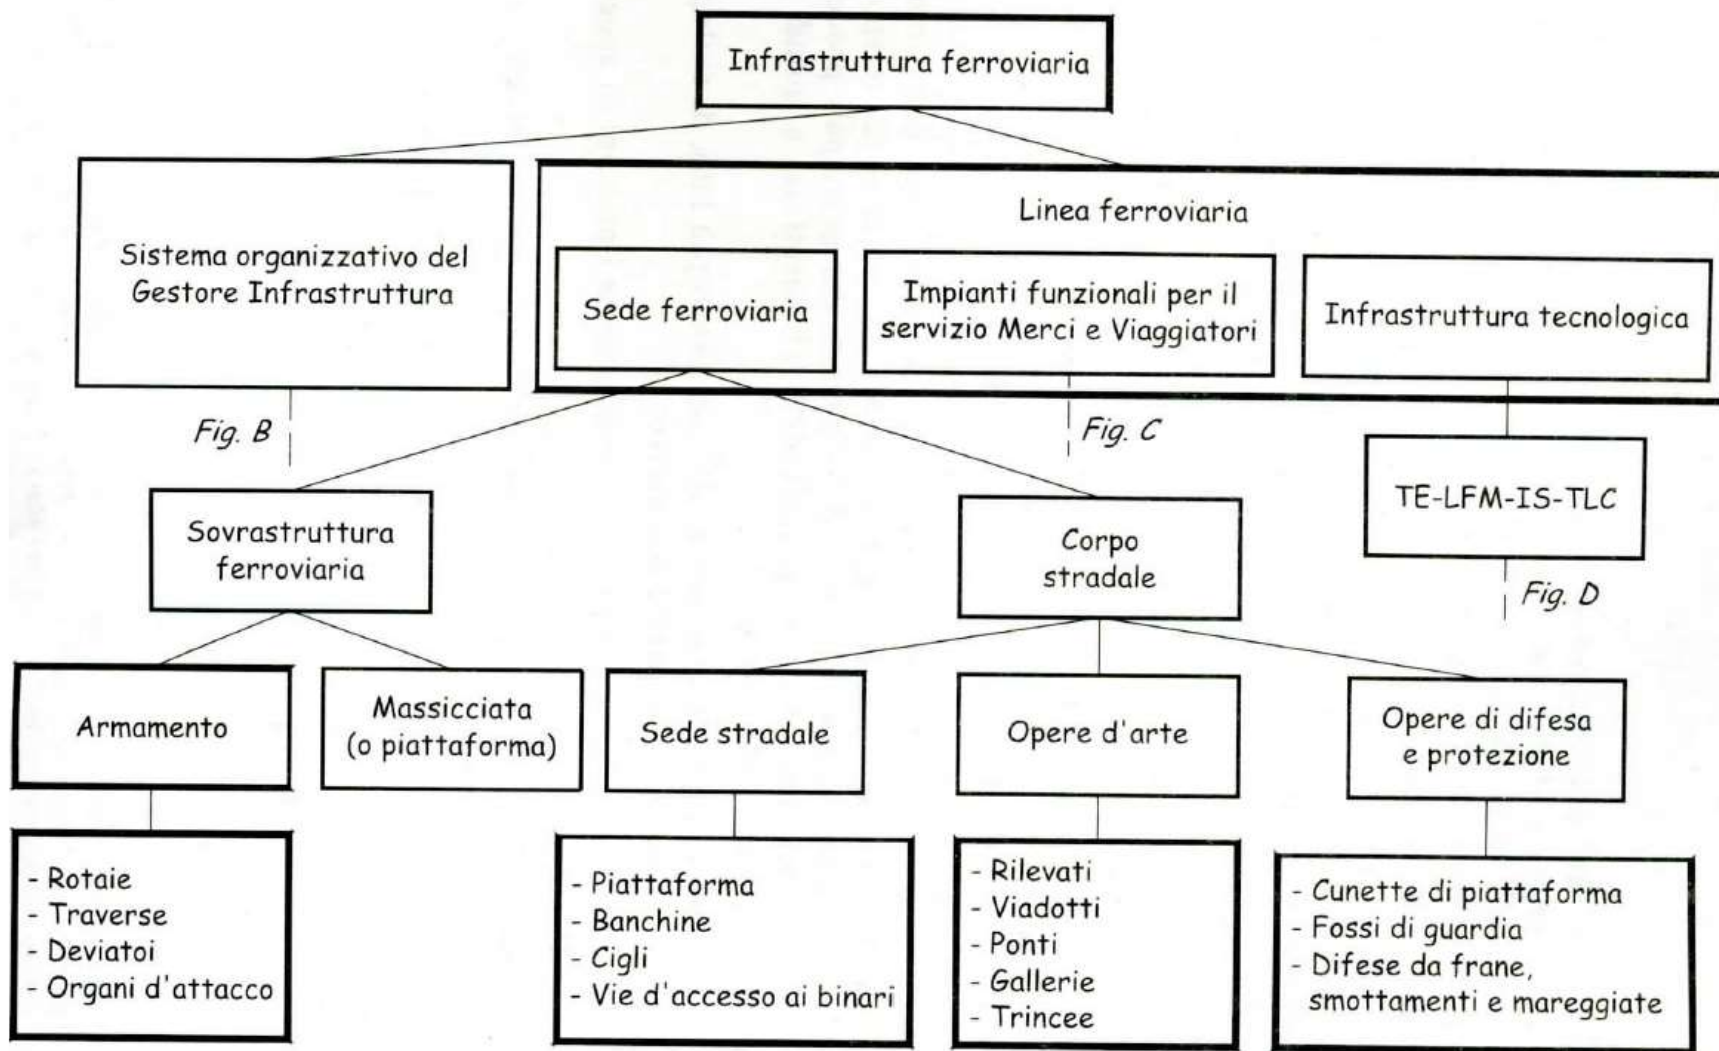 Infrastruttura ferroviaria
Linea ferroviaria
Sistema organizzativo del
Gestore Infrastruttura
Sede ferroviaria
Impianti funzionali per il
servizio Merci e Viaggiatori
Infrastruttura tecnologica
Fig. B
Fig. C
TE-LFM-IS-TLC
Fig. D
Sovrastruttura
ferroviaria
Corpo
stradale
Armamento
Massicciata
(o piattaforma)
Sede stradale
Opere d'arte
Opere di difesa
e protezione
- Rotaie
- Traverse
- Deviatoi
- Organi d'attacco
- Piattaforma
- Banchine
- Cigli
- Vie d'accesso ai binari
- Rilevati
- Viadotti
- Ponti
- Gallerie
- Trincee
- Cunette di piattaforma
- Fossi di guardia
- Difese da frane,
smottamenti e mareggiate